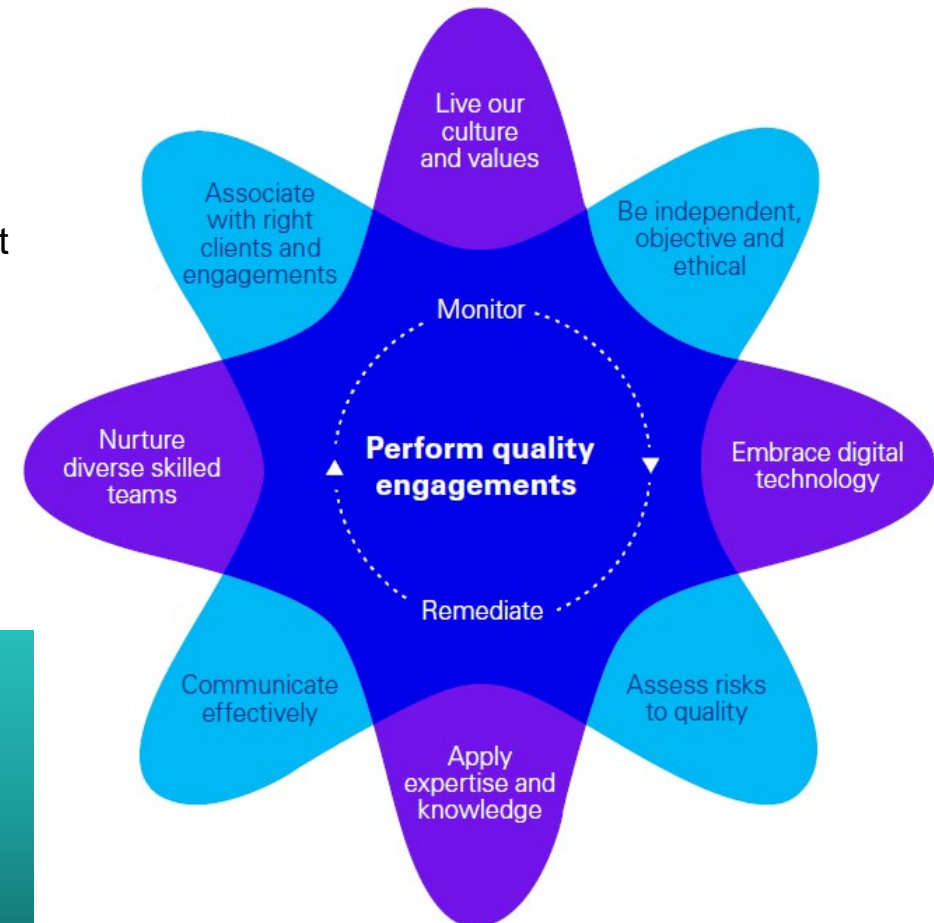 Live our
culture
and values
Associate
with right
clients and
engagements
Be independent,
objective and
ethical
t
Monitor
Nurture
diverse skilled
teams
Perform quality
engagements
Embrace digital
technology
Remediate
Communicate
effectively
Assess risks
to quality
Apply
expertise and
knowledge